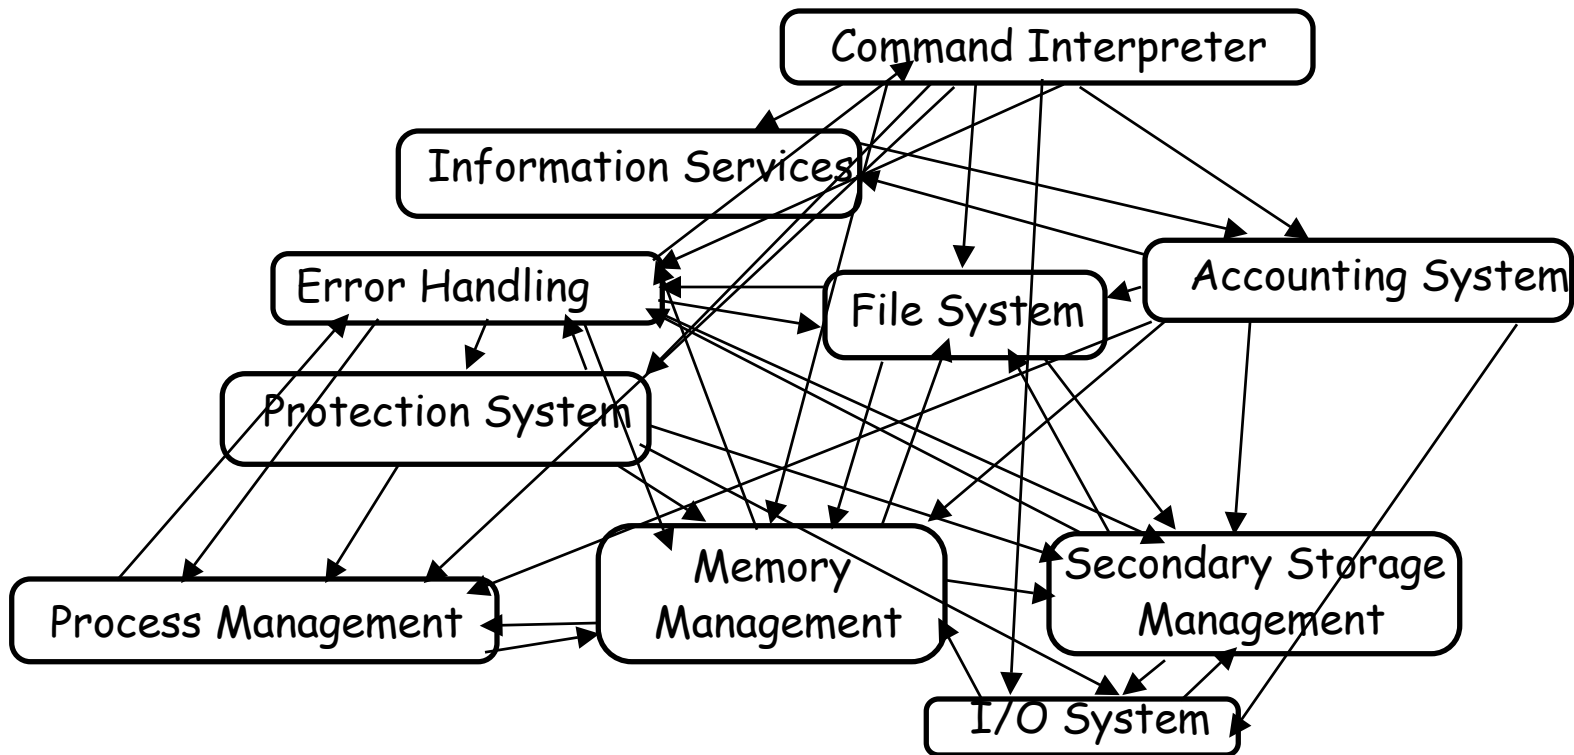 Command Interpreter
Information Services
Accounting System
Error Handling
File System
Protection System
Memory
Management
Secondary Storage
Management
Process Management
I/O System